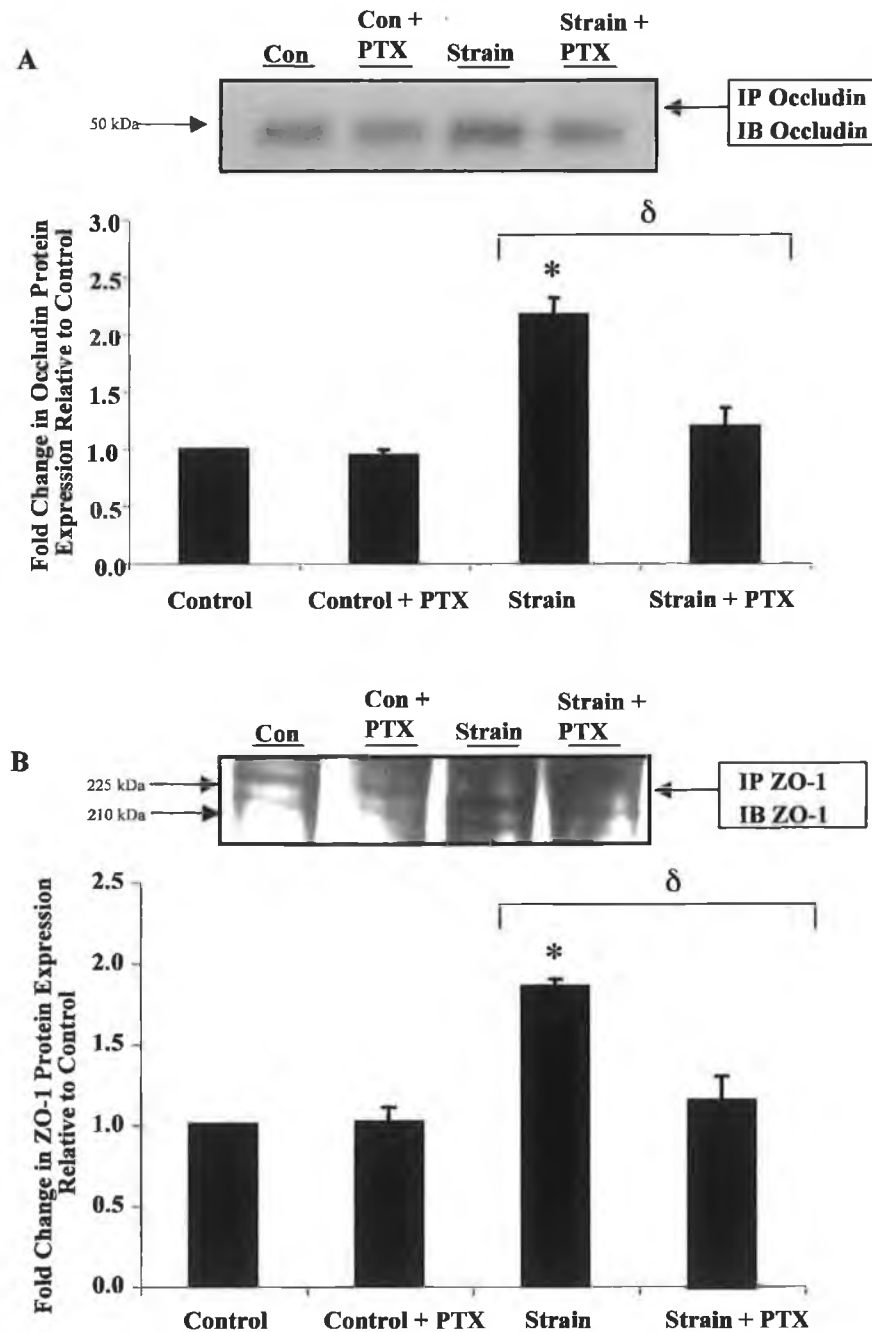 A
Con
Con +
PTX
Strain
Strain +
PTX
50 kDa
IP Occludin
IB Occludin
Fold Change in Occludin Protein
Expression Relative to Control
3.0
2.5
2.0
1.5
1.0
0.5
0.0
δ
*
Control
Control + PTX
Strain
Strain + PTX
B
Con
Con +
PTX
Strain
Strain +
PTX
225 kDa
210 kDa
IP ZO-1
IB ZO-1
Fold Change in ZO-1 Protein Expression
Relative to Control
2.5
2.0
1.5
1.0
0.5
0.0
δ
*
Control
Control + PTX
Strain
Strain + PTX